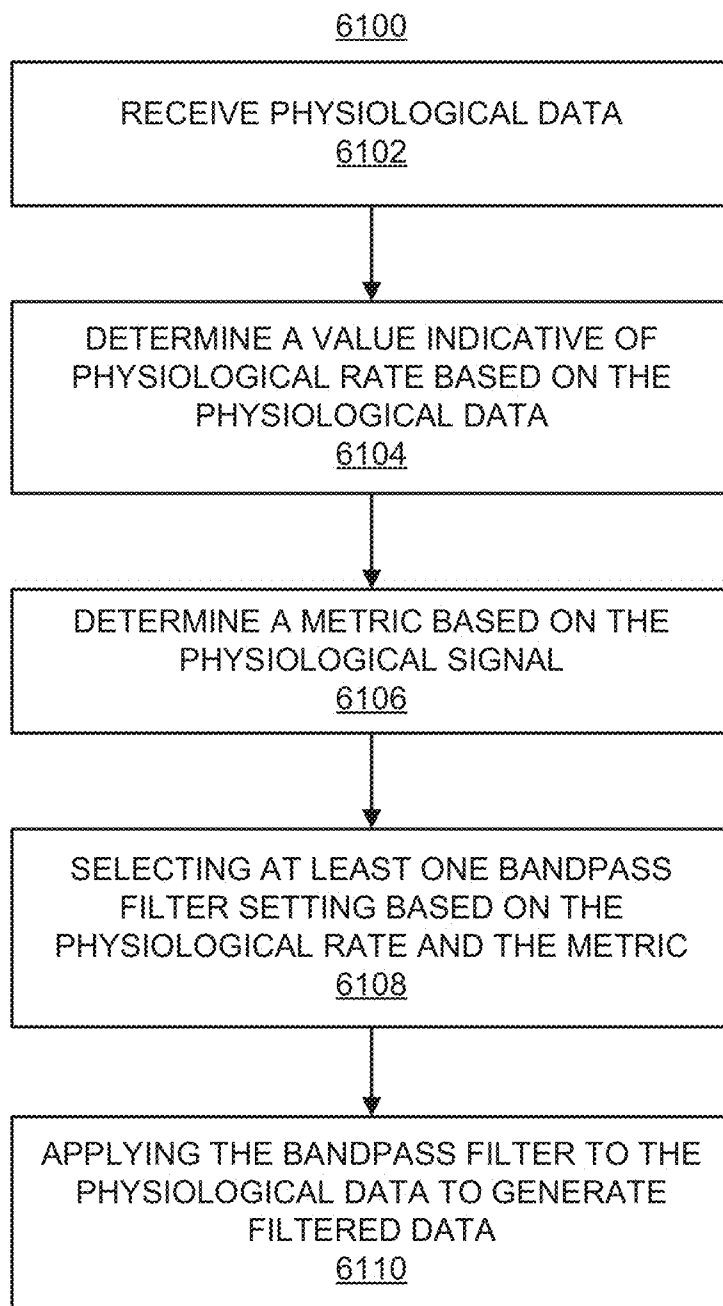 6100
RECEIVE PHYSIOLOGICAL DATA
6102
DETERMINE A VALUE INDICATIVE OF
PHYSIOLOGICAL RATE BASED ON THE
PHYSIOLOGICAL DATA
6104
DETERMINE A METRIC BASED ON THE
PHYSIOLOGICAL SIGNAL
6106
SELECTING AT LEAST ONE BANDPASS
FILTER SETTING BASED ON THE
PHYSIOLOGICAL RATE AND THE METRIC
6108
APPLYING THE BANDPASS FILTER TO THE
PHYSIOLOGICAL DATA TO GENERATE
FILTERED DATA
6110